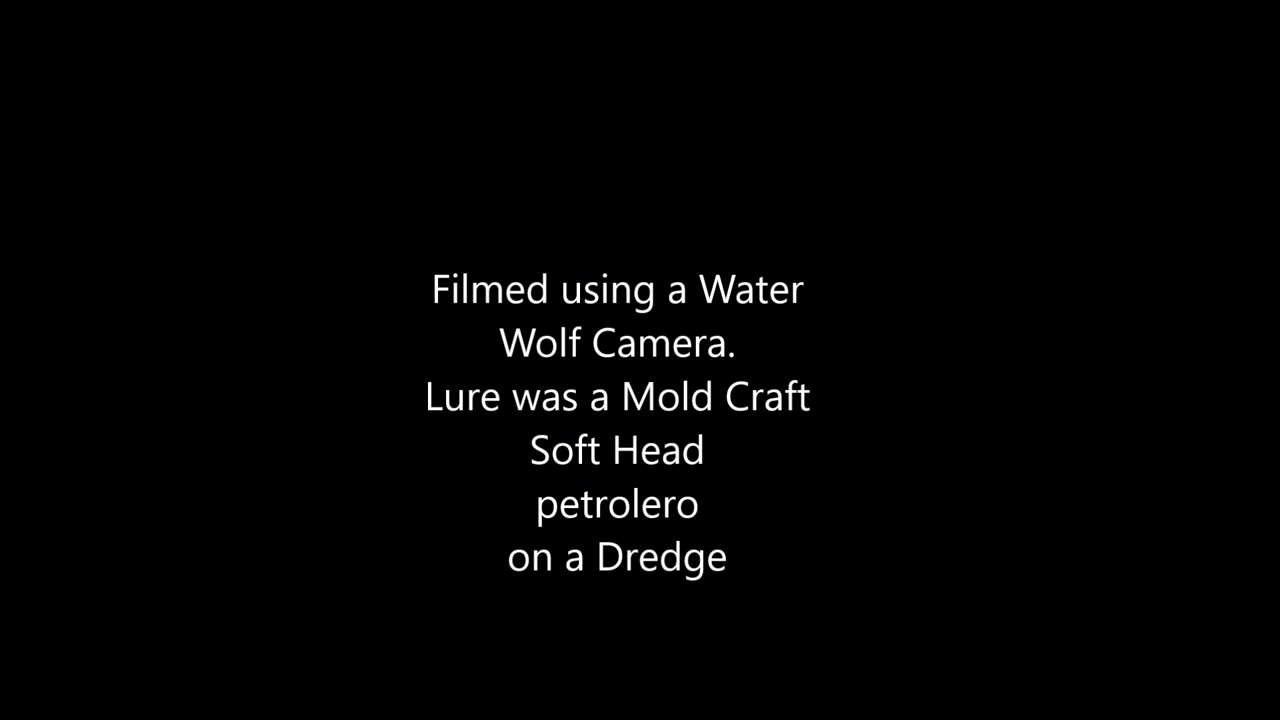 Filmed using a Water
Wolf Camera.
Lure was a Mold Craft
Soft Head
petrolero
on a Dredge